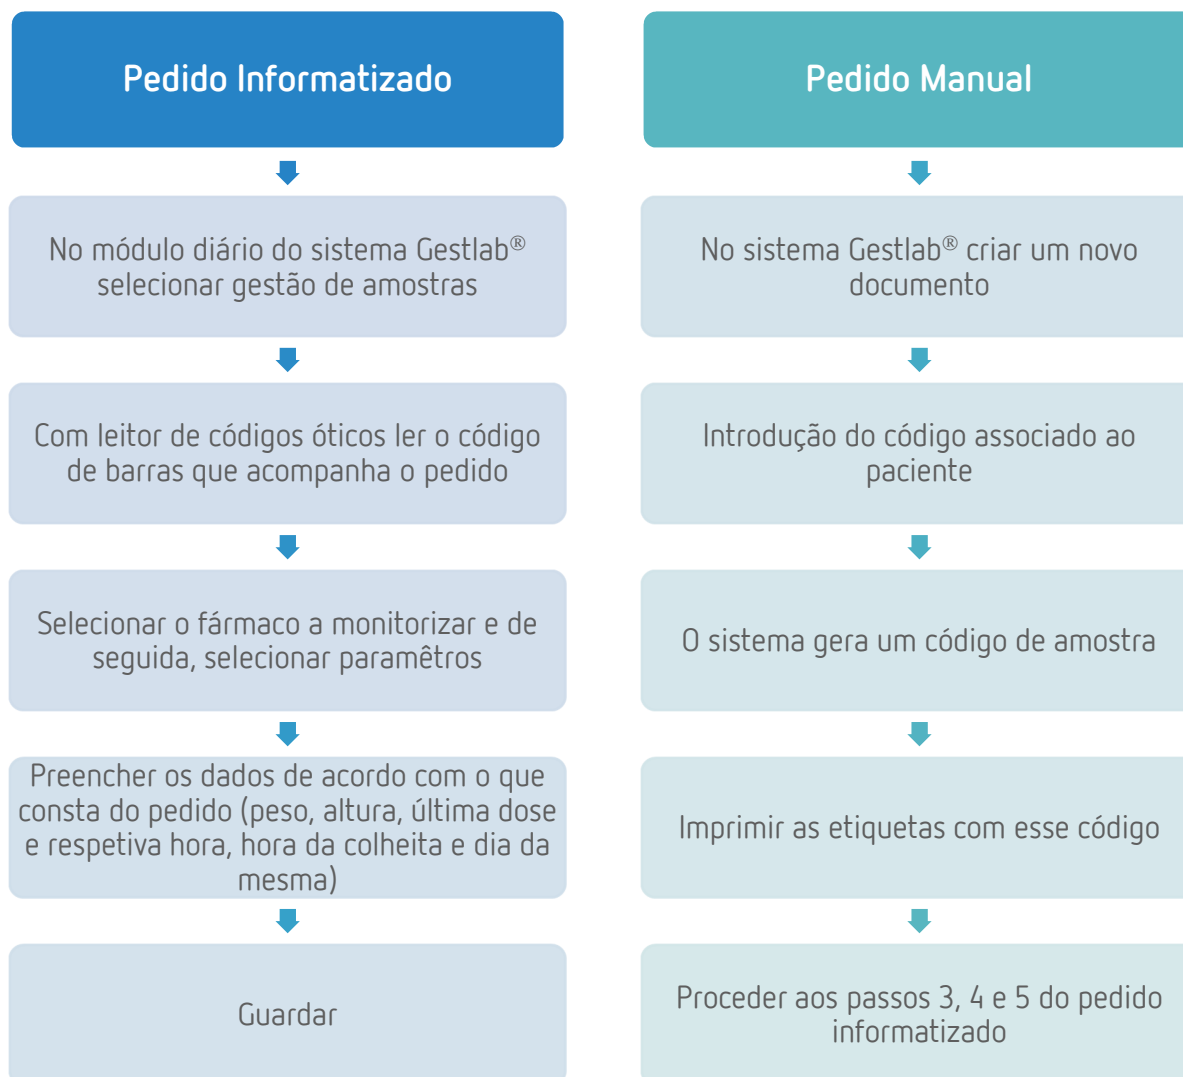 Pedido Informatizado
No módulo diário do sistema Gestlab®
selecionar gestão de amostras
Com leitor de códigos óticos ler o código
de barras que acompanha o pedido
Selecionar o fármaco a monitorizar e de
seguida, selecionar paramêtros
Preencher os dados de acordo com o que
consta do pedido (peso, altura, última dose
e respetiva hora, hora da colheita e dia da
mesma)
Guardar
Pedido Manual
No sistema Gestlab® criar um novo
documento
Introdução do código associado ao
paciente
O sistema gera um código de amostra
Imprimir as etiquetas com esse código
Proceder aos passos 3, 4 e 5 do pedido
informatizado